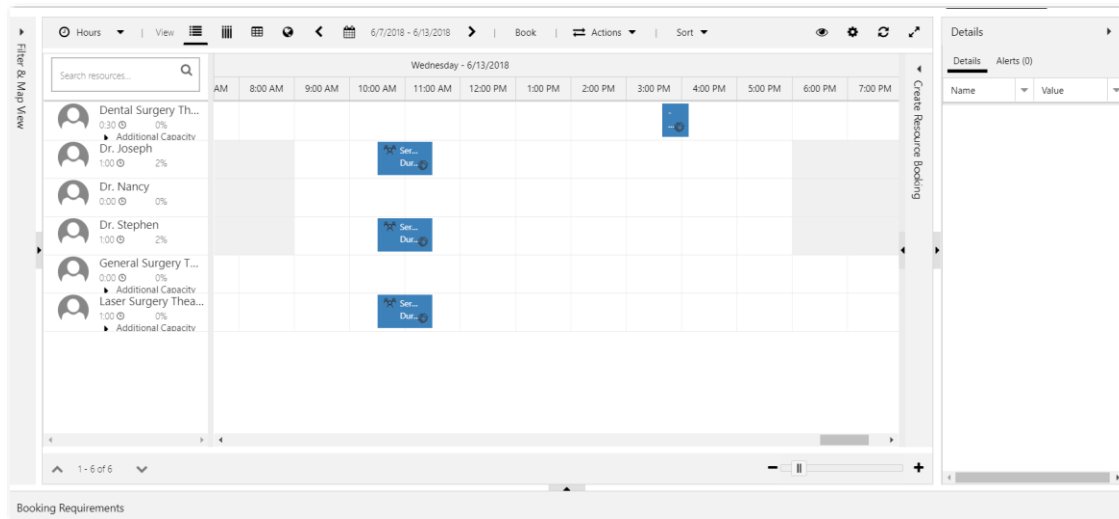 Hours
View
6/7/2018 - 6/13/2018
Book
Actions
Sort
Details
Filter & Map View
Search resources...
Wednesday - 6/13/2018
AM 8:00 AM 9:00 AM 10:00 AM 11:00 AM 12:00 PM 1:00 PM 2:00 PM 3:00 PM 4:00 PM 5:00 PM 6:00 PM 7:00 PM
Create Resource Booking
Details Alerts (0)
Name Value
Dental Surgery Th...
0:30 0%
Additional Capacity
- ...
Dr. Joseph
1:00 2%
Ser...
Dur...
Dr. Nancy
0:00 0%
Dr. Stephen
1:00 2%
Ser...
Dur...
General Surgery T...
0:00 0%
Additional Capacity
Laser Surgery Thea...
1:00 0%
Additional Capacity
Ser...
Dur...
1 - 6 of 6
Booking Requirements